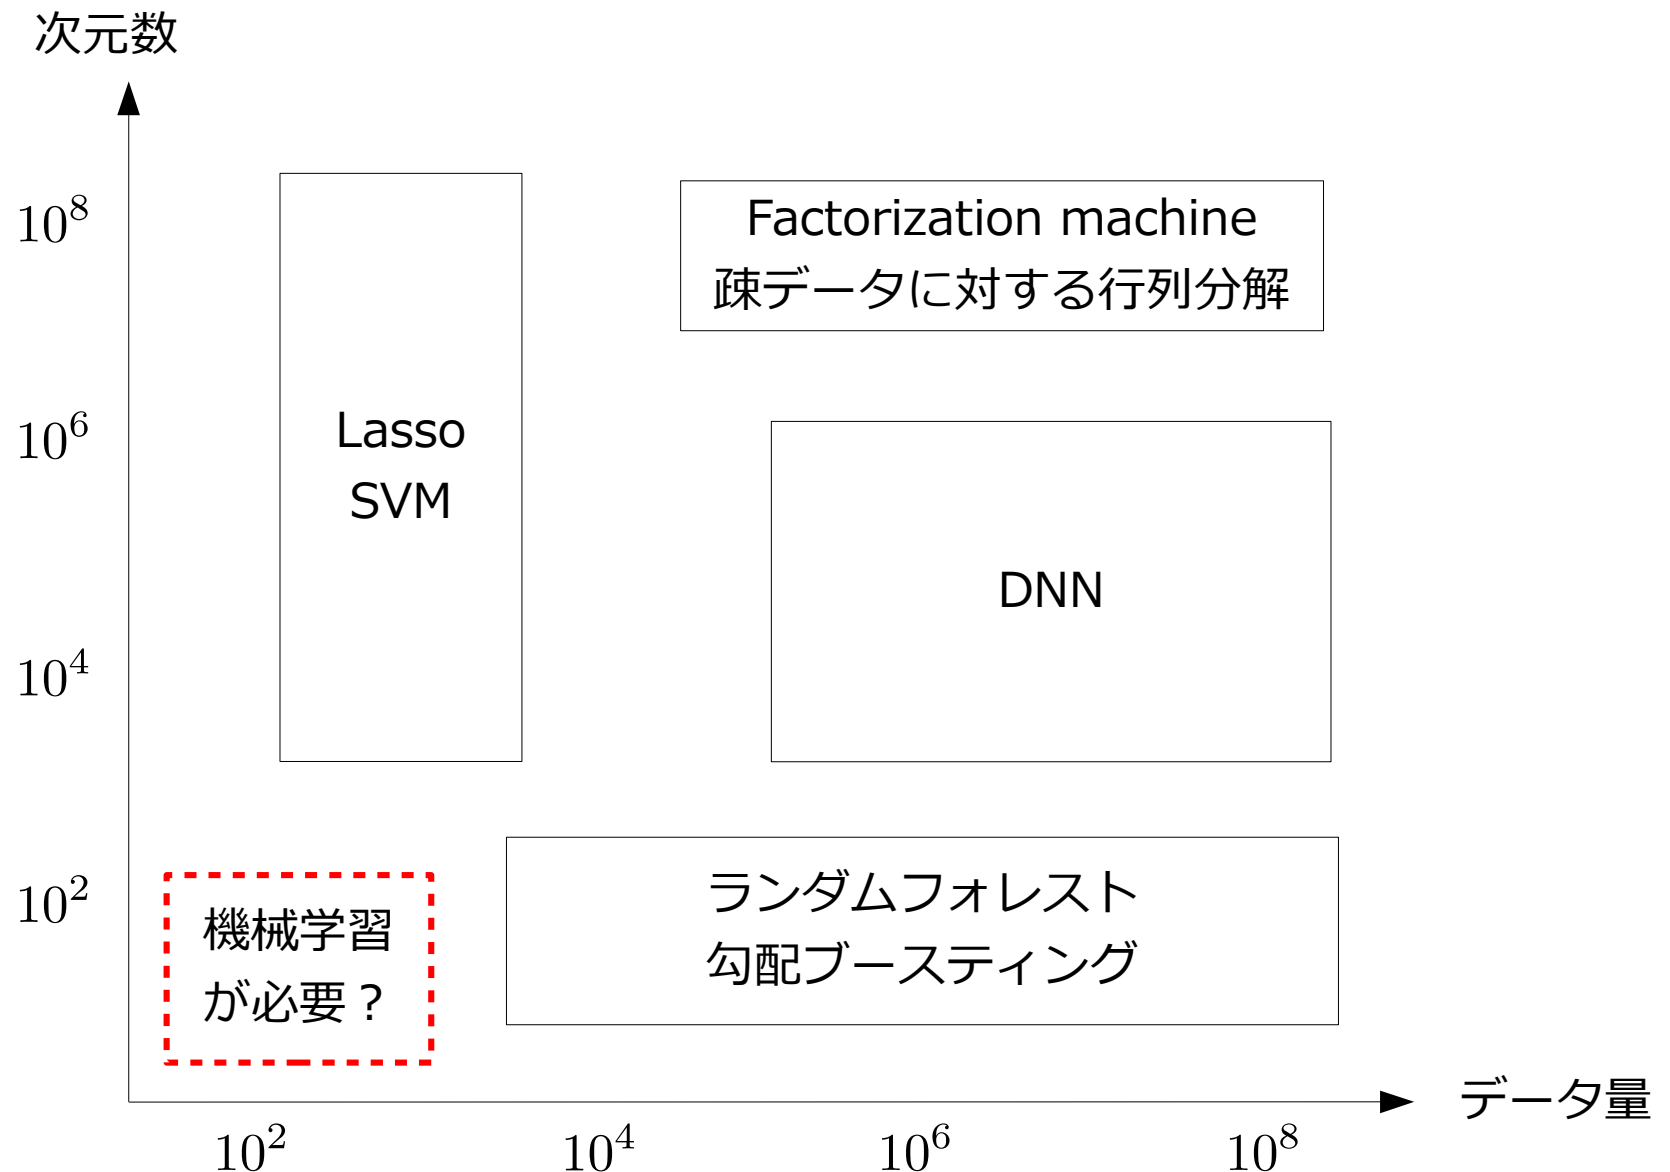 次元数
10^8
Factorization machine
疎データに対する行列分解
10^6
Lasso
SVM
DNN
10^4
10^2
機械学習
が必要？
ランダムフォレスト
勾配ブースティング
データ量
10^2
10^4
10^6
10^8